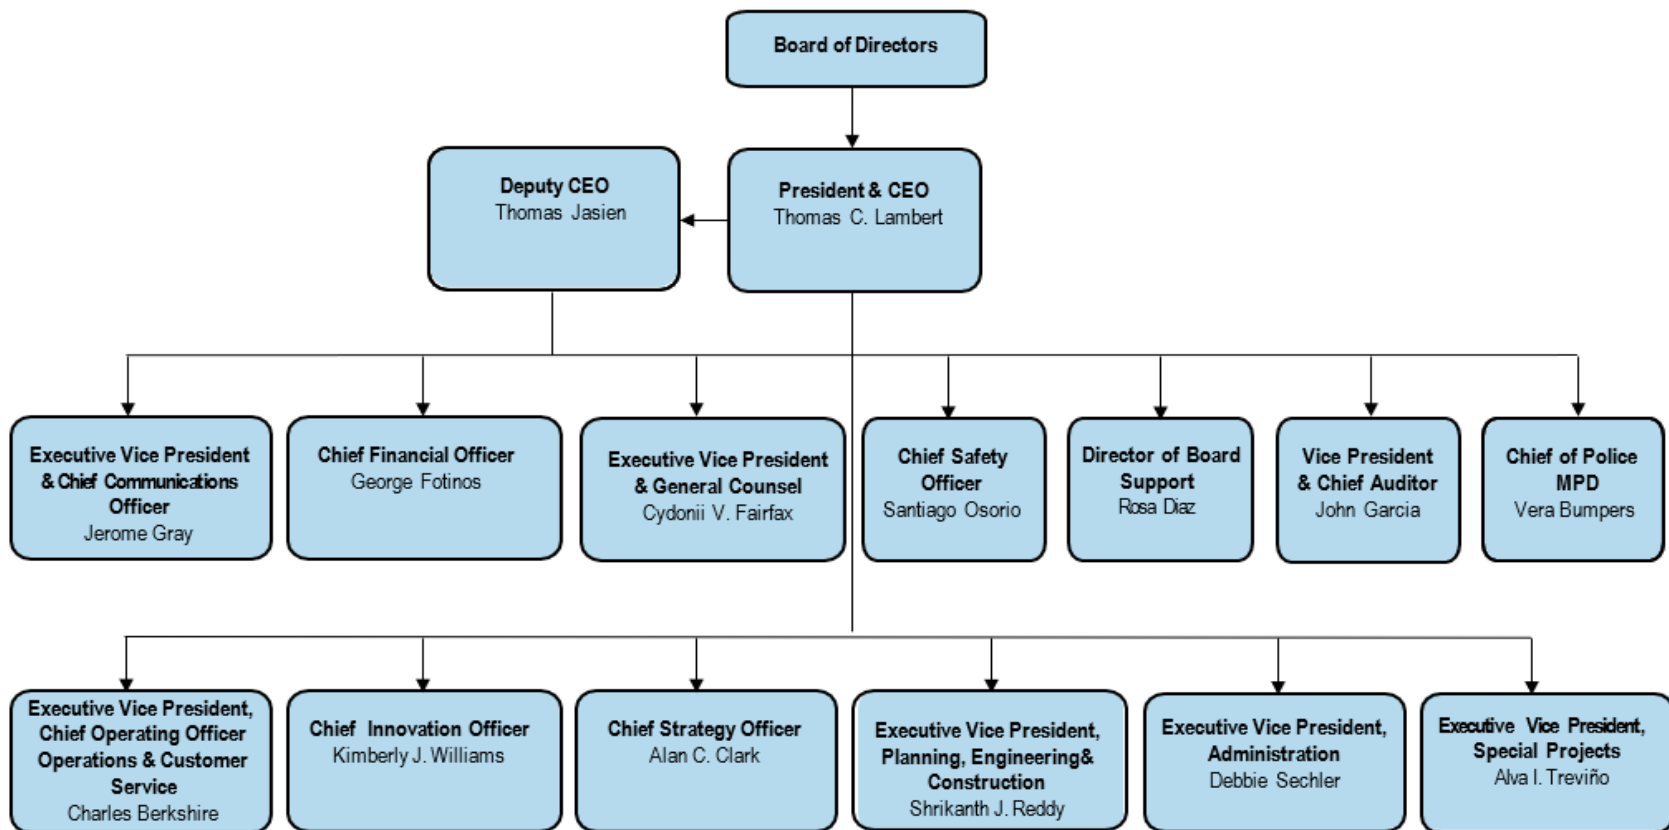 Board of Directors
Deputy CEO
Thomas Jasien
President & CEO
Thomas C. Lambert
Executive Vice President
& Chief Communications
Officer
Jerome Gray
Chief Financial Officer
George Fotinos
Executive Vice President
& General Counsel
Cydonii V. Fairfax
Chief Safety
Officer
Santiago Osorio
Director of Board
Support
Rosa Diaz
Vice President
& Chief Auditor
John Garcia
Chief of Police
MPD
Vera Bumpers
Executive Vice President,
Chief Operating Officer
Operations & Customer
Service
Charles Berkshire
Chief Innovation Officer
Kimberly J. Williams
Chief Strategy Officer
Alan C. Clark
Executive Vice President,
Planning, Engineering&
Construction
Shrikanth J. Reddy
Executive Vice President,
Administration
Debbie Sechler
Executive Vice President,
Special Projects
Alva I. Treviño